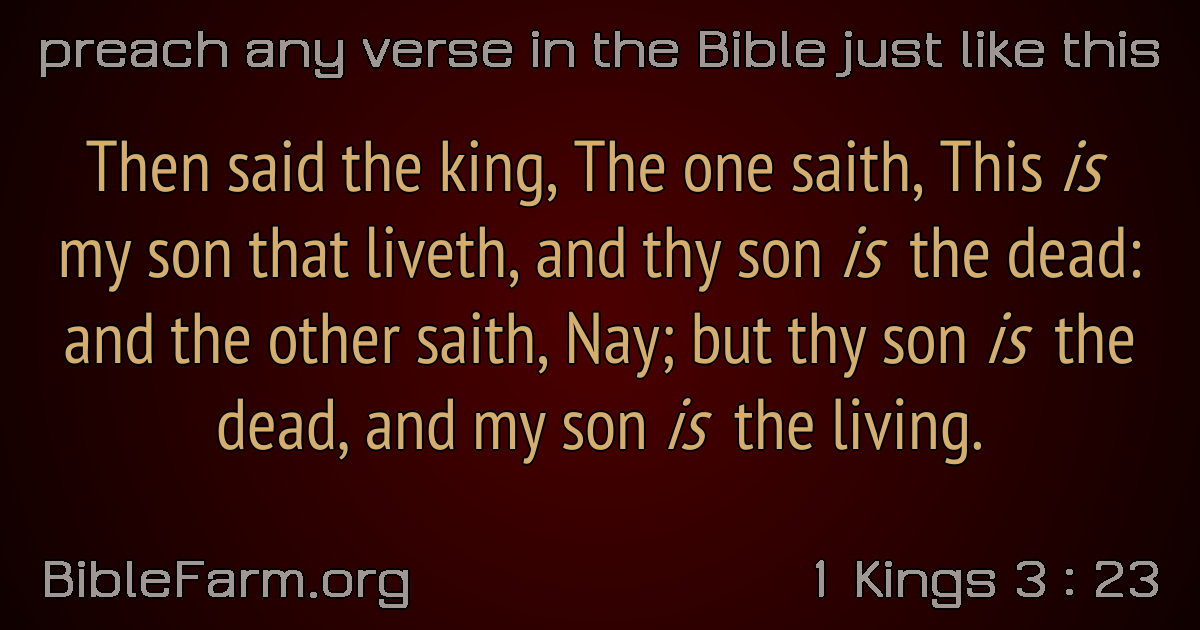 preach any verse in the Bible just like this
Then said the king, The one saith, This is
my son that liveth, and thy son is the dead:
and the other saith, Nay; but thy son is the
dead, and my son is the living.
BibleFarm.org
1 Kings 3 : 23